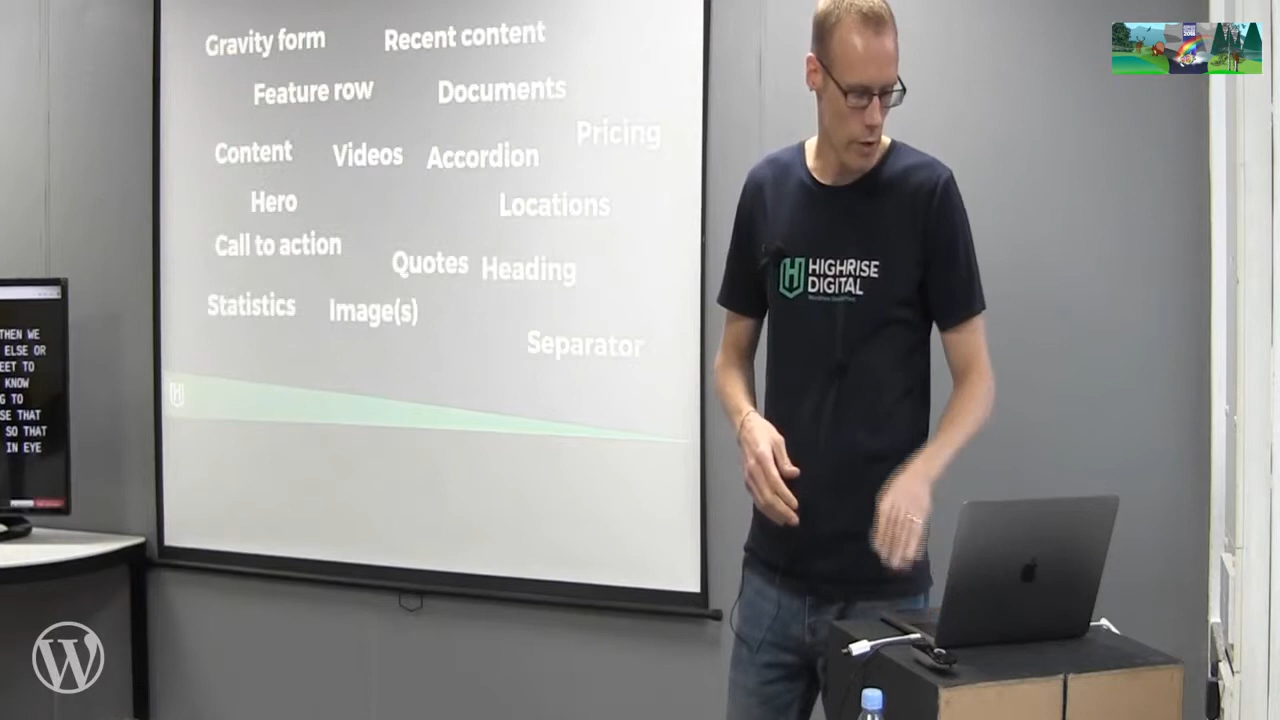 Gravity form
Recent content
Feature row
Documents
Pricing
Content
Videos
Accordion
Hero
Locations
Call to action
Quotes
Heading
Statistics
Image(s)
Separator
THEN WE
ELSE OR
EET TO
KNOW
G TO
SE THAT
SO THAT
IN EYE
HIGHRISE
DIGITAL